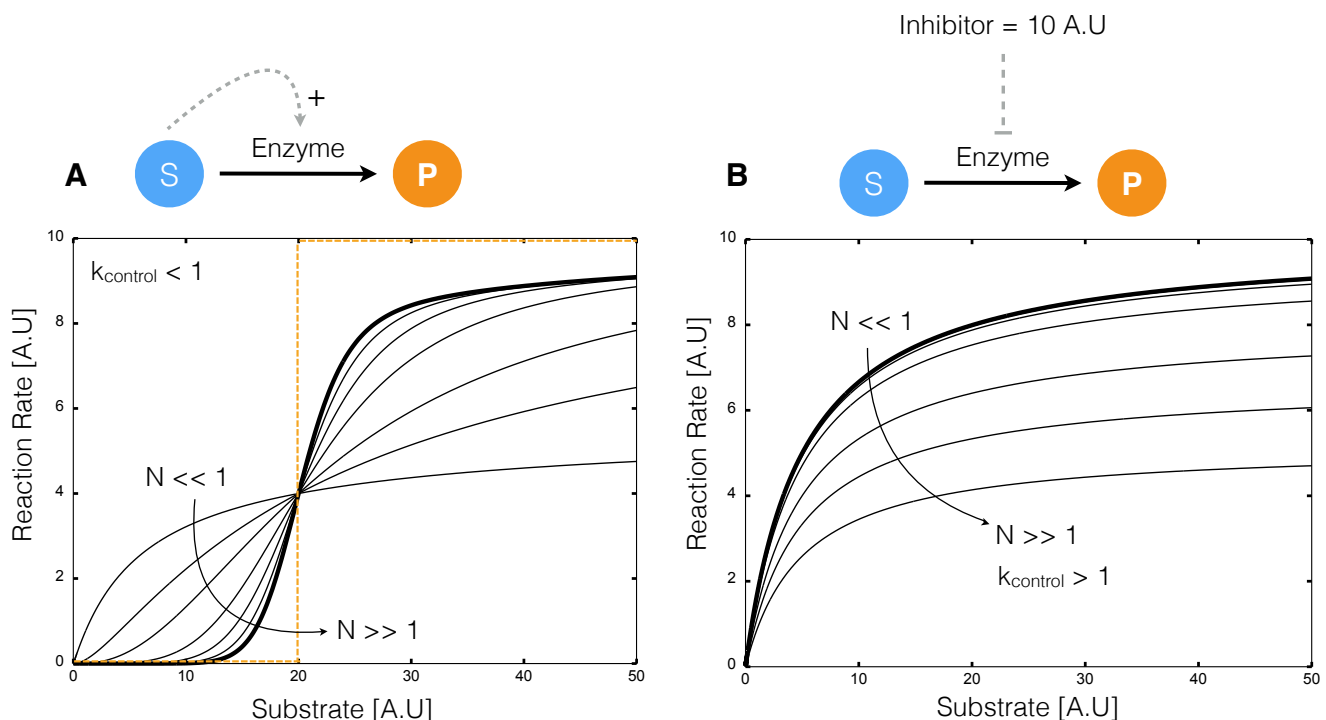 Inhibitor = 10 A.U
+
Enzyme
A
S
P
Enzyme
B
S
P
10
8
6
4
2
0
k_control < 1
N << 1
N >> 1
0
10
20
30
40
50
Reaction Rate [A.U]
Substrate [A.U]
10
8
6
4
2
0
N << 1
N >> 1
k_control > 1
0
10
20
30
40
50
Reaction Rate [A.U]
Substrate [A.U]